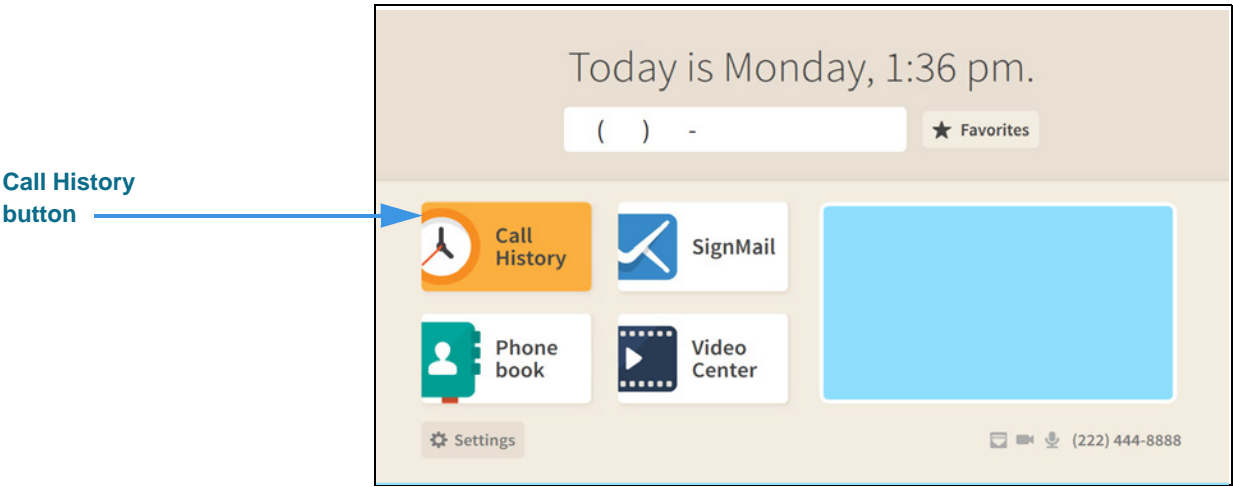 Today is Monday, 1:36 pm.
( ) -
Favorites
Call History
button
Call
History
SignMail
Phone
book
Video
Center
Settings
(222) 444-8888